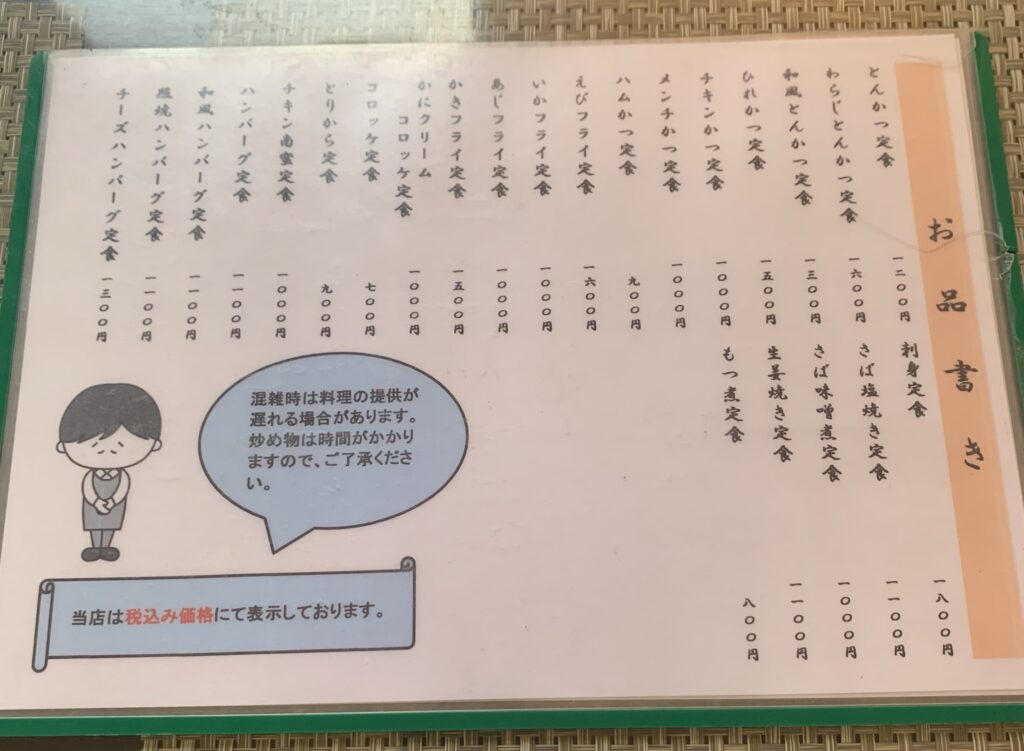 お品書き
とんかつ定食 一二〇〇円
わらじとんかつ定食 一六〇〇円
和風とんかつ定食 一三〇〇円
ひれかつ定食 一五〇〇円
チキンかつ定食 一〇〇〇円
メンチかつ定食 一〇〇〇円
ハムかつ定食 九〇〇円
えびフライ定食 一六〇〇円
いかフライ定食 一〇〇〇円
あじフライ定食 一〇〇〇円
かきフライ定食 一五〇〇円
かにクリーム
コロッケ定食 一〇〇〇円
コロッケ定食 七〇〇円
とりから定食 九〇〇円
チキン南蛮定食 一〇〇〇円
ハンバーグ定食 一一〇〇円
和風ハンバーグ定食 一一〇〇円
照焼ハンバーグ定食 一一〇〇円
チーズハンバーグ定食 一三〇〇円
刺身定食 一八〇〇円
さば塩焼き定食 一一〇〇円
さば味噌煮定食 一〇〇〇円
生姜焼き定食 一一〇〇円
もつ煮定食 八〇〇円
混雑時は料理の提供が
遅れる場合があります。
炒め物は時間がかかり
ますので、ご了承くださ
い。
当店は税込み価格にて表示しております。